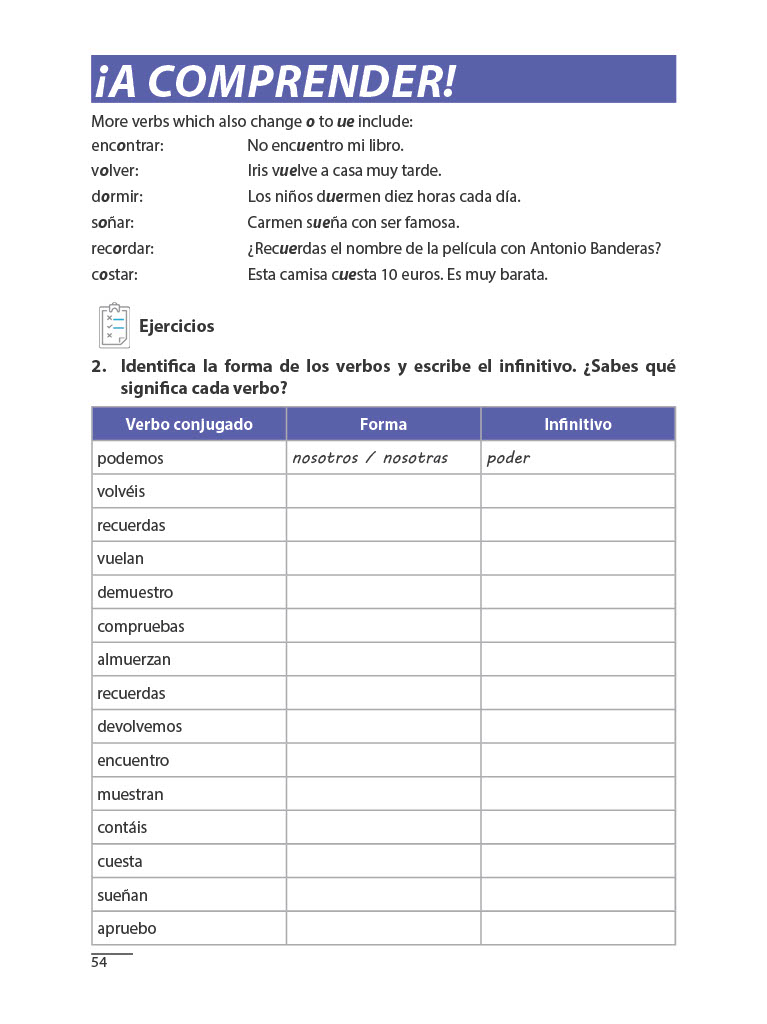 ¡A COMPRENDER!
More verbs which also change o to ue include:
encontrar: No encuentro mi libro.
volver: Iris vuelve a casa muy tarde.
dormir: Los niños duermen diez horas cada día.
soñar: Carmen sueña con ser famosa.
recordar: ¿Recuerdas el nombre de la película con Antonio Banderas?
costar: Esta camisa cuesta 10 euros. Es muy barata.
Ejercicios
2. Identifica la forma de los verbos y escribe el infinitivo. ¿Sabes qué
significa cada verbo?
Verbo conjugado Forma Infinitivo
podemos nosotros / nosotras poder
volvéis
recuerdas
vuelan
demuestro
compruebas
almuerzan
recuerdas
devolvemos
encuentro
muestran
contáis
cuesta
sueñan
apruebo
54